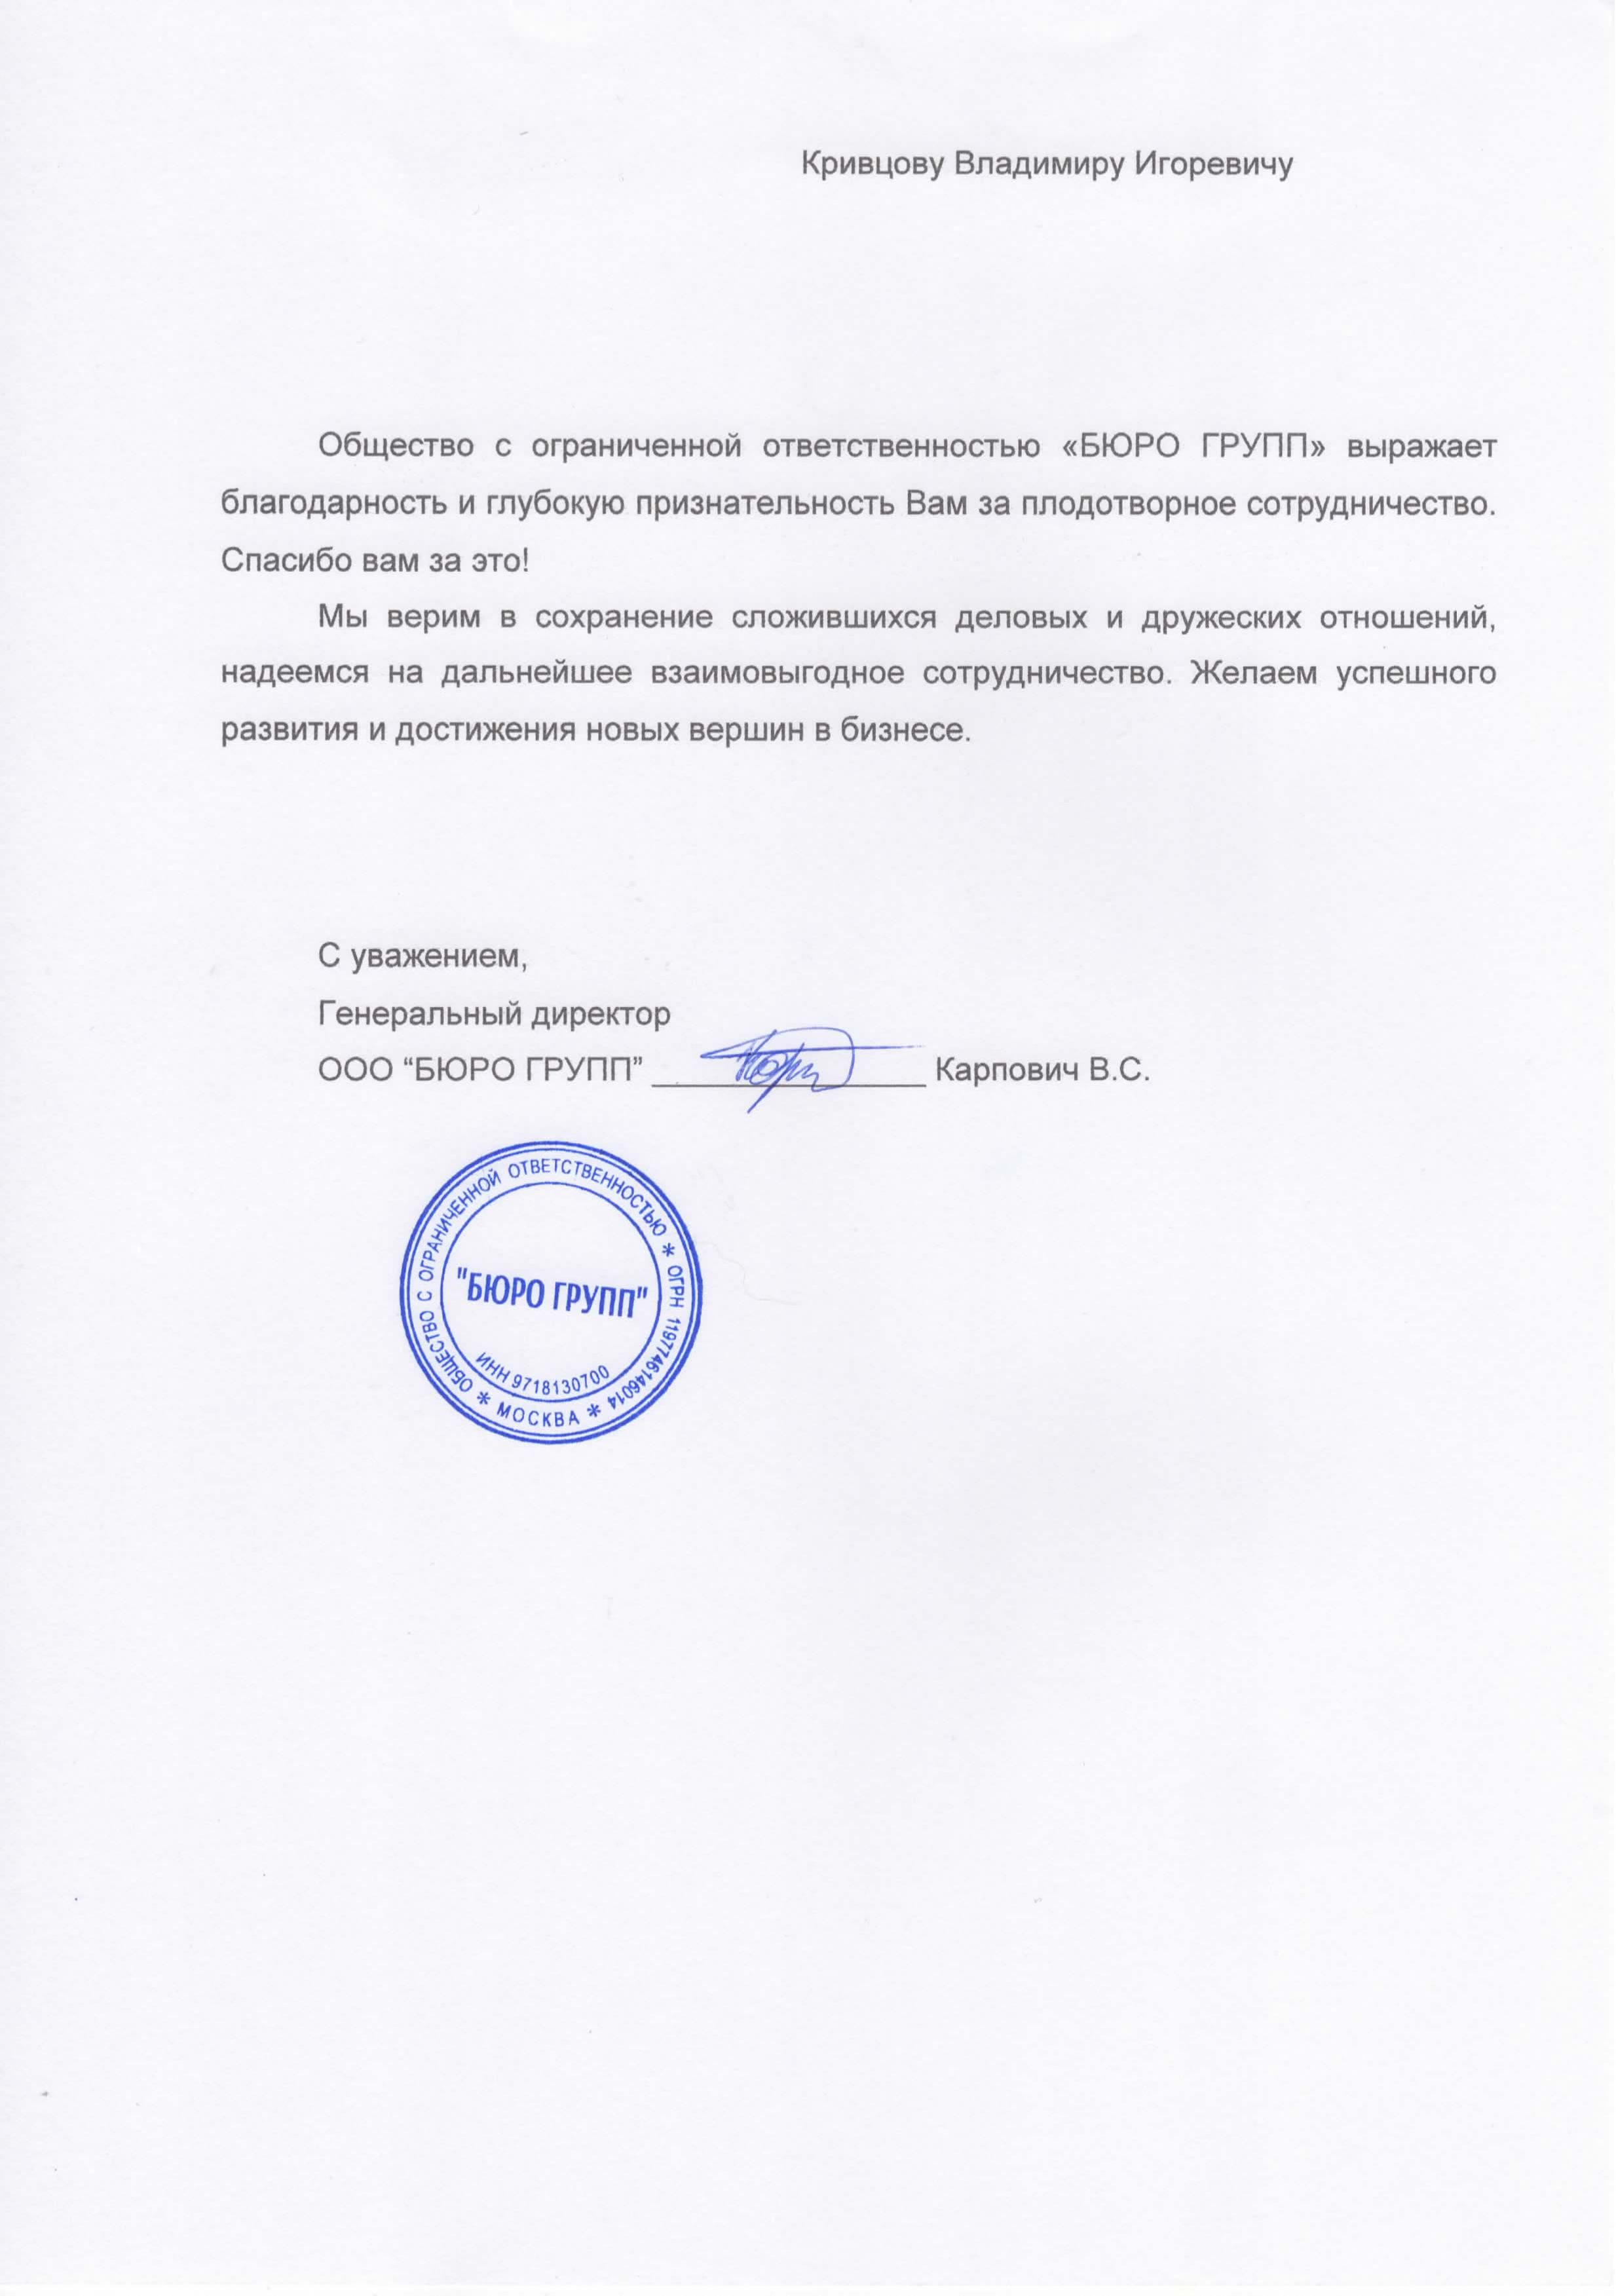 Кривцову Владимиру Игоревичу
Общество с ограниченной ответственностью «БЮРО ГРУПП» выражает
благодарность и глубокую признательность Вам за плодотворное сотрудничество.
Спасибо вам за это!
Мы верим в сохранение сложившихся деловых и дружеских отношений,
надеемся на дальнейшее взаимовыгодное сотрудничество. Желаем успешного
развития и достижения новых вершин в бизнесе.
С уважением,
Генеральный директор
ООО “БЮРО ГРУПП” ________________ Карпович В.С.
ОБЩЕСТВО С ОГРАНИЧЕННОЙ ОТВЕТСТВЕННОСТЬЮ * ОГРН 1197746146014 * МОСКВА *
"БЮРО ГРУПП"
ИНН 9718130700